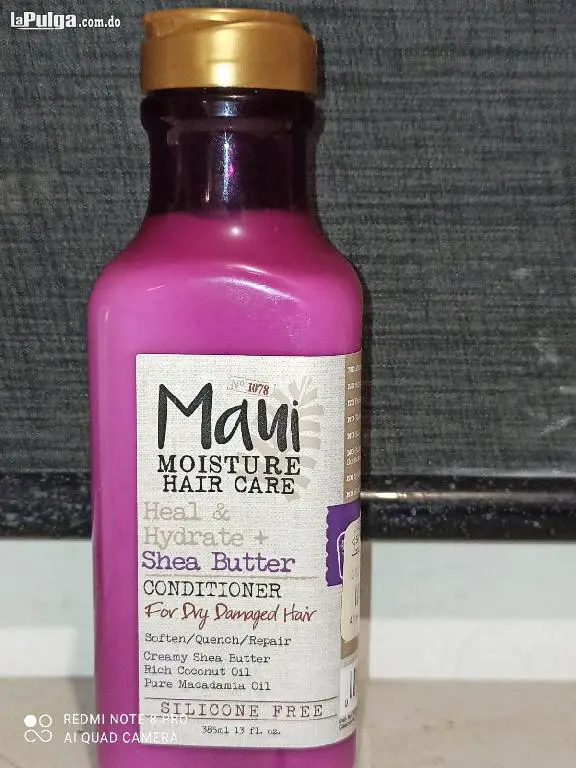 laPulga.com.do
Nº 1078
Maui
MOISTURE
HAIR CARE
Heal &
Hydrate +
Shea Butter
CONDITIONER
For Dry Damaged Hair
Soften/Quench/Repair
Creamy Shea Butter
Rich Coconut Oil
Pure Macadamia Oil
SILICONE FREE
385ml 13 fl. oz.
REDMI NOTE 8 PRO
AI QUAD CAMERA